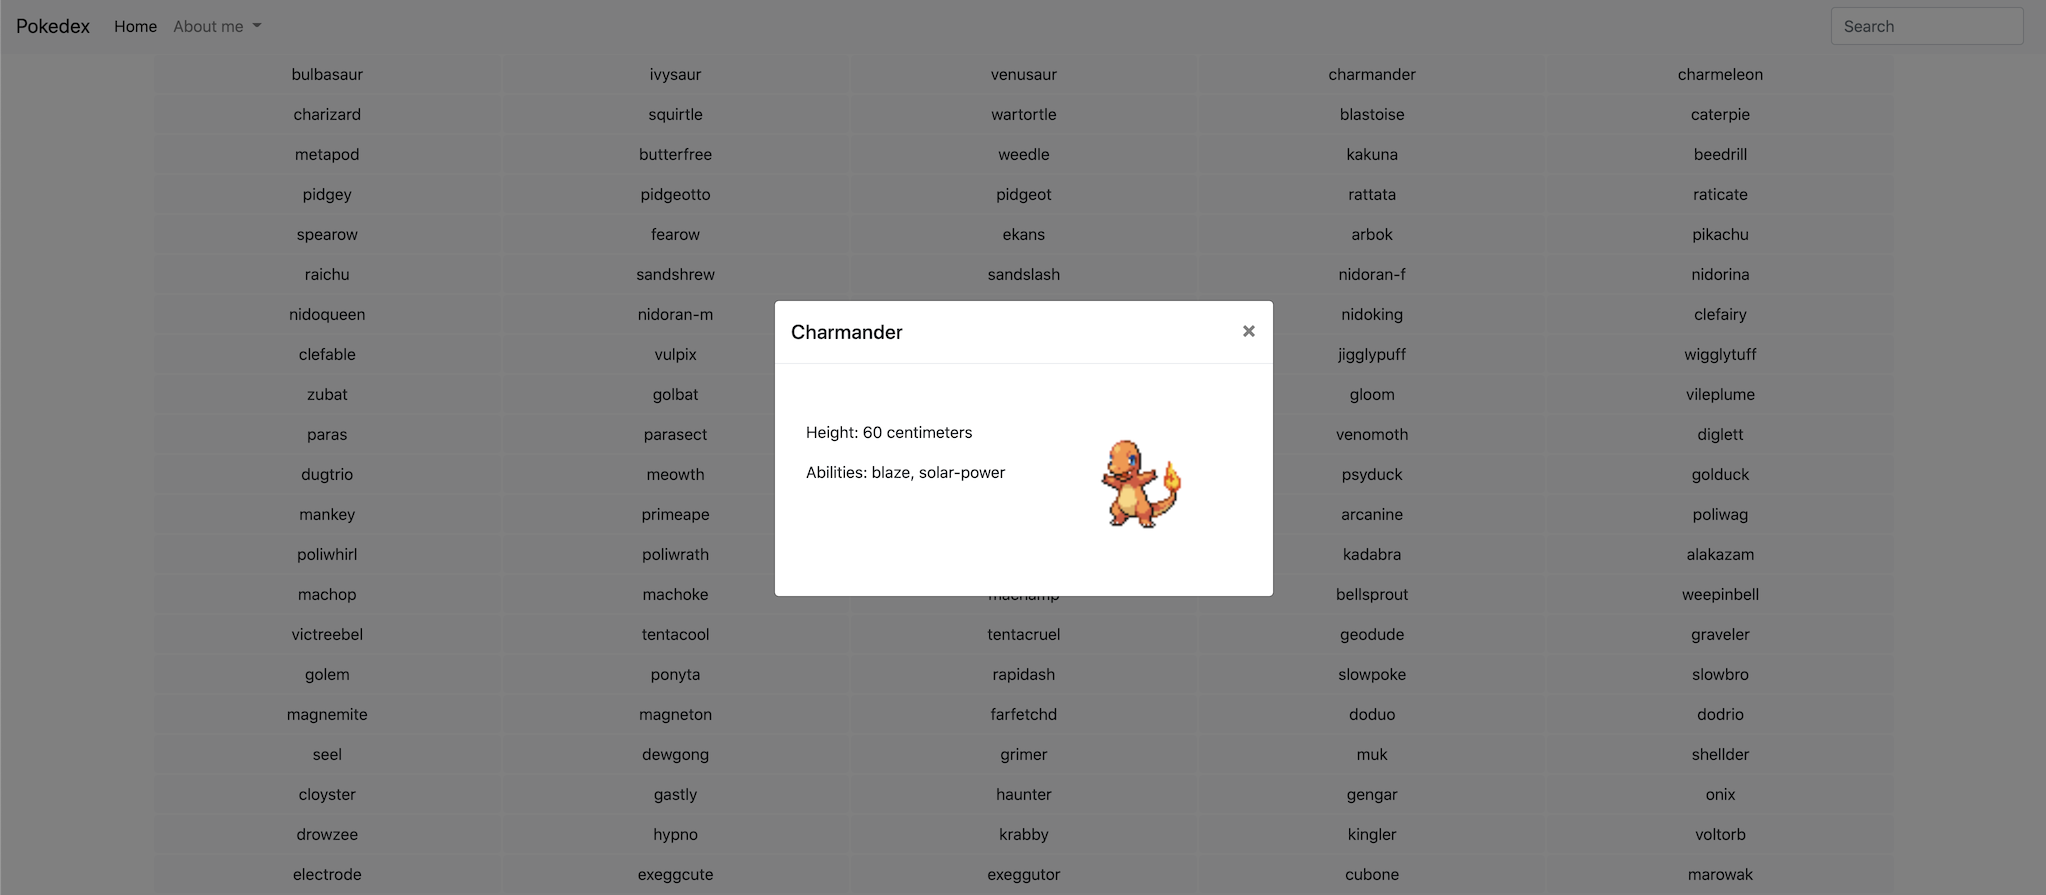 Pokedex Home About me Search
bulbasaur ivysaur venusaur charmander charmeleon
charizard squirtle wartortle blastoise caterpie
metapod butterfree weedle kakuna beedrill
pidgey pidgeotto pidgeot rattata raticate
spearow fearow ekans arbok pikachu
raichu sandshrew sandslash nidoran-f nidorina
nidoqueen nidoran-m nidoking clefairy
clefable vulpix jigglypuff wigglytuff
zubat golbat gloom vileplume
paras parasect venomoth diglett
dugtrio meowth psyduck golduck
mankey primeape arcanine poliwag
poliwhirl poliwrath kadabra alakazam
Charmander ×
Height: 60 centimeters
Abilities: blaze, solar-power
machop machoke machamp bellsprout weepinbell
victreebel tentacool tentacruel geodude graveler
golem ponyta rapidash slowpoke slowbro
magnemite magneton farfetchd doduo dodrio
seel dewgong grimer muk shellder
cloyster gastly haunter gengar onix
drowzee hypno krabby kingler voltorb
electrode exeggcute exeggutor cubone marowak